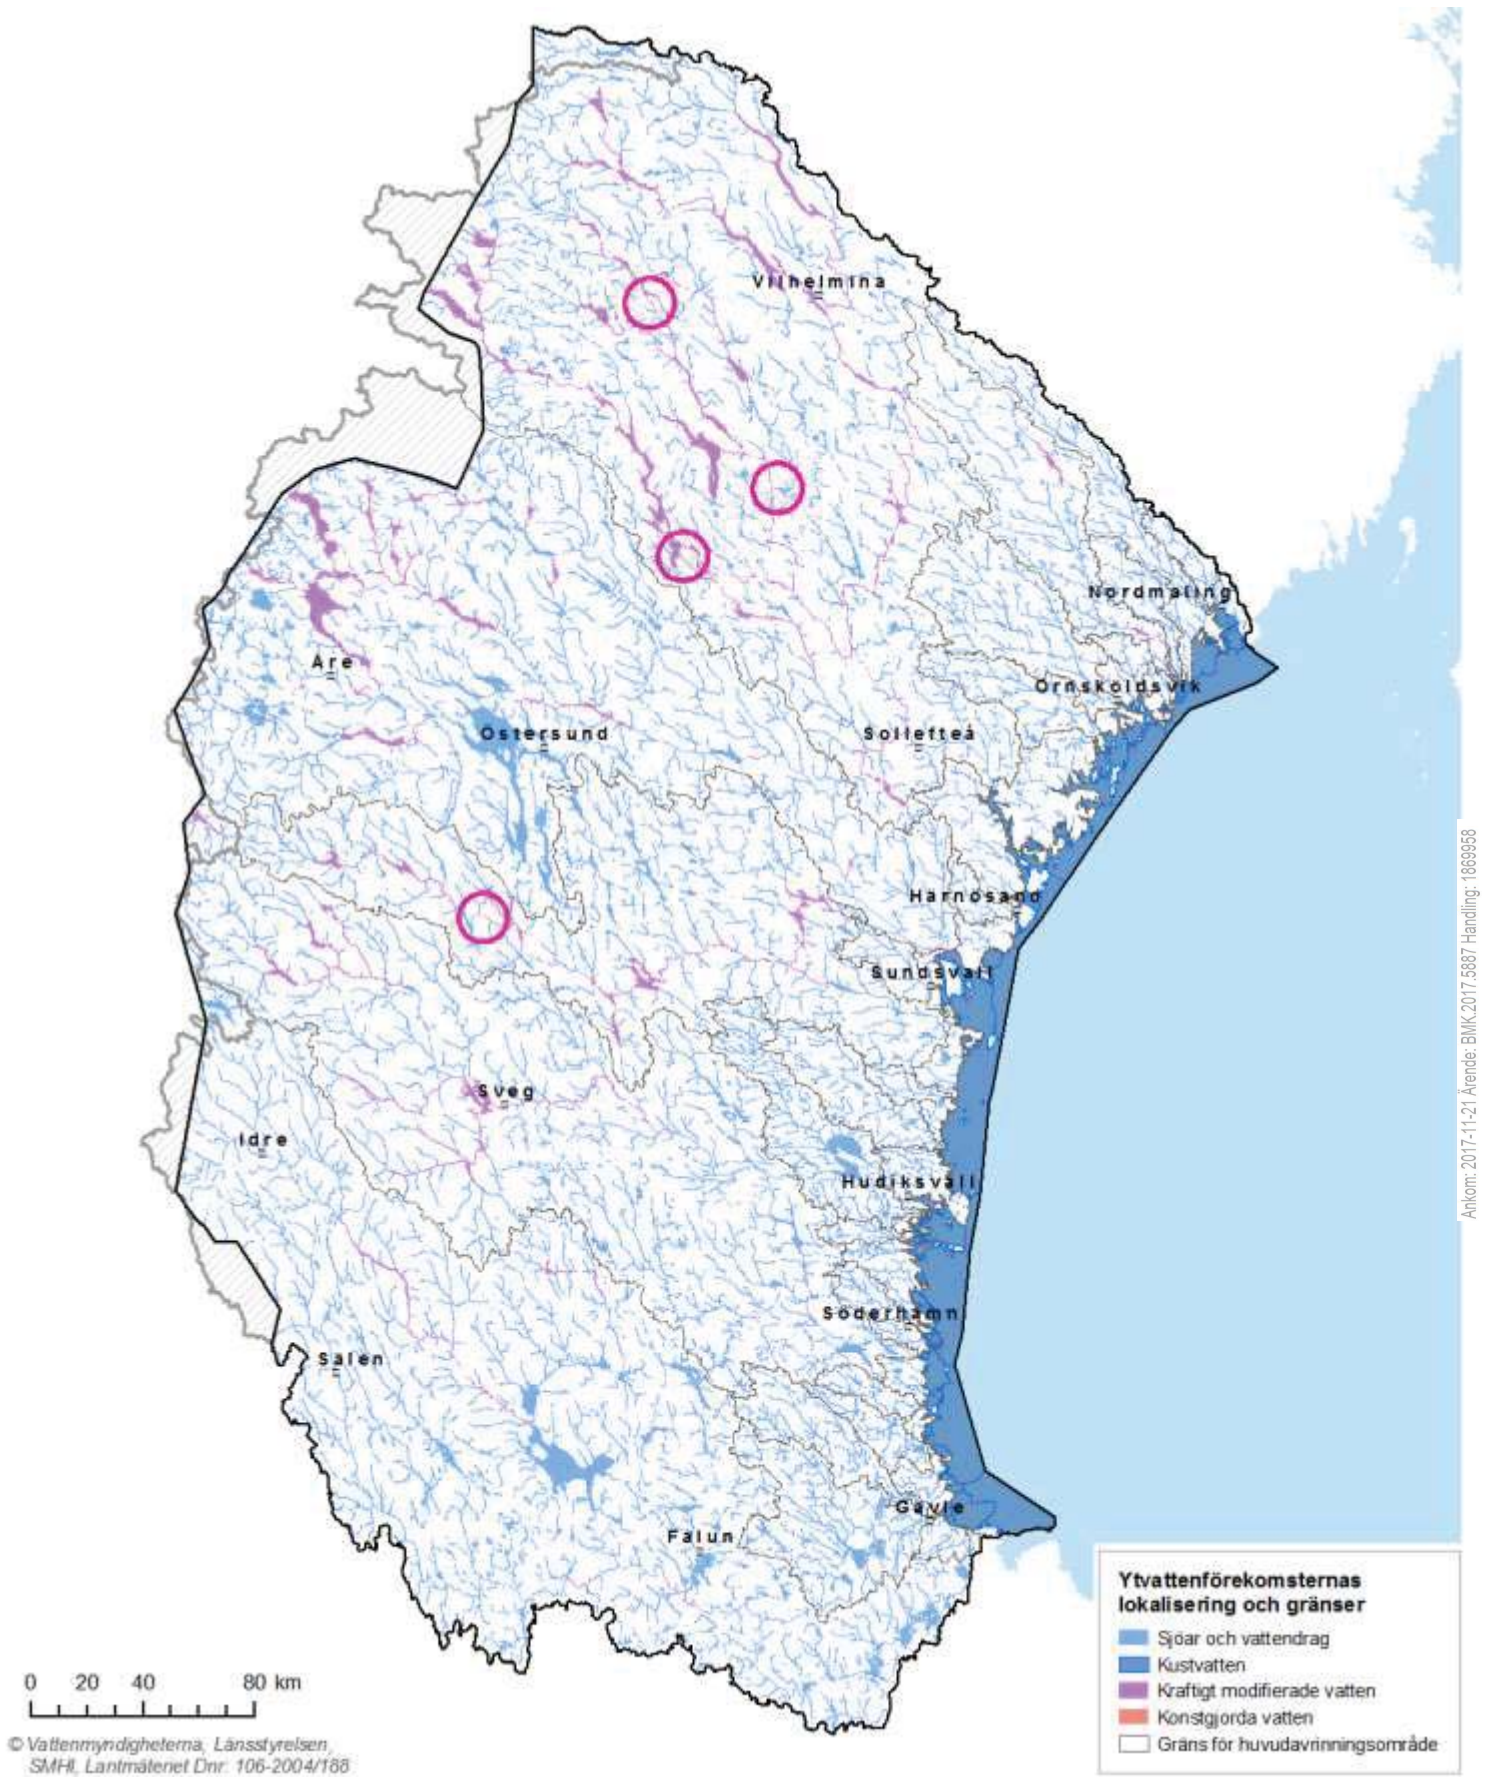 Vilhelmina
Nordmaling
Åre
Örnsköldsvik
Östersund
Sollefteå
Härnösand
Sundsvall
Sveg
Idre
Hudiksvall
Söderhamn
Sälen
Gävle
Falun
Ankom: 2017-11-21 Ärende: BMK.2017.5887 Handling: 1869958
Ytvattenförekomsternas
lokalisering och gränser
Sjöar och vattendrag
Kustvatten
Kraftigt modifierade vatten
Konstgjorda vatten
Gräns för huvudavrinningsområde
0 20 40 80 km
© Vattenmyndigheterna, Länsstyrelsen,
SMHI, Lantmäteriet Dnr: 106-2004/188